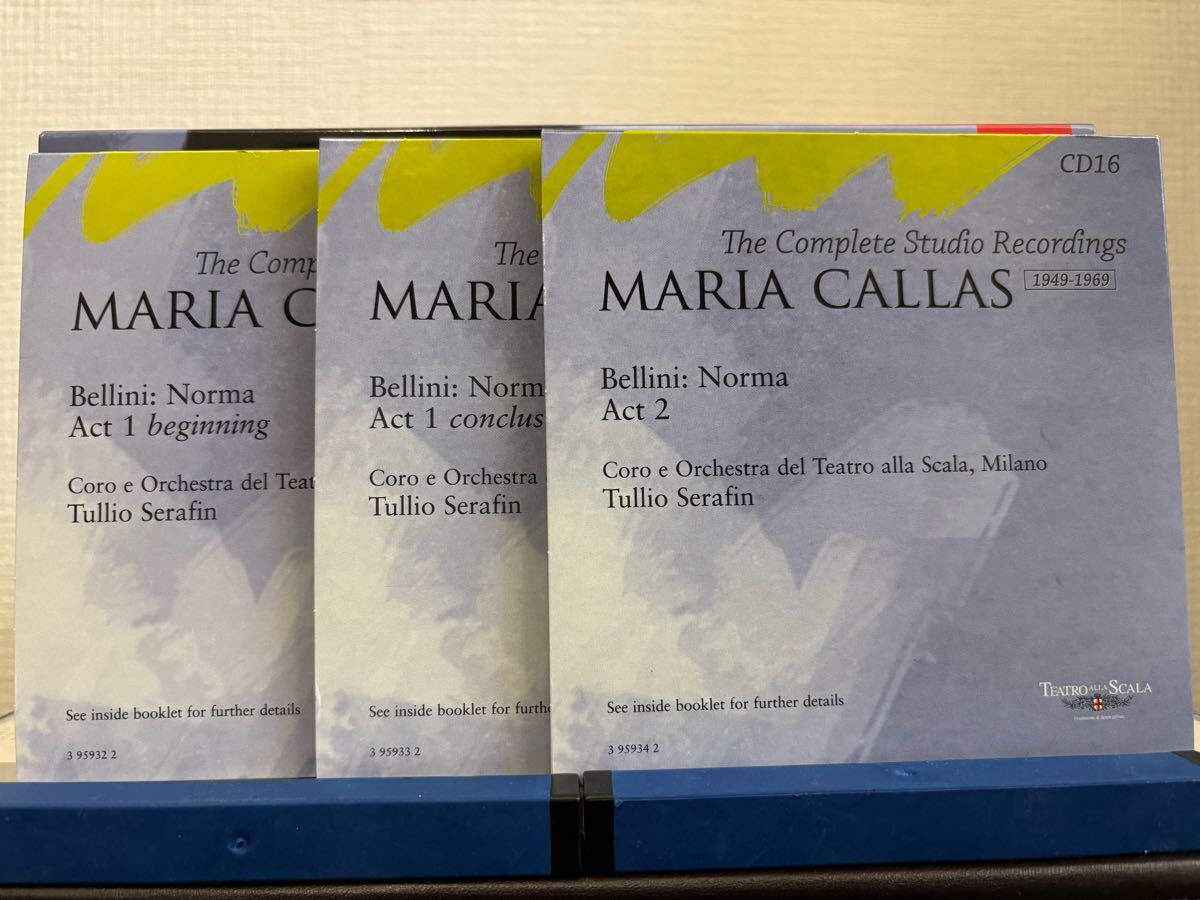 The Comp
MARIA C
Bellini: Norma
Act 1 beginning
Coro e Orchestra del Teat
Tullio Serafin
See inside booklet for further details
3 95932 2
The
MARIA
Bellini: Norm
Act 1 conclus
Coro e Orchestra
Tullio Serafin
See inside booklet for furthe
3 95933 2
CD16
The Complete Studio Recordings
MARIA CALLAS 1949-1969
Bellini: Norma
Act 2
Coro e Orchestra del Teatro alla Scala, Milano
Tullio Serafin
See inside booklet for further details
3 95934 2
TEATRO ALLA SCALA